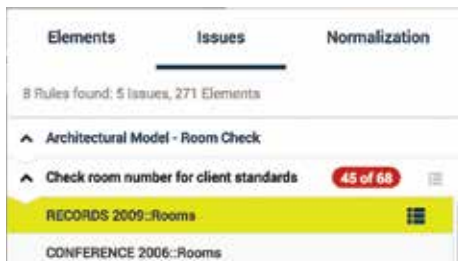 Elements Issues Normalization
8 Rules found: 5 Issues, 271 Elements
Architectural Model - Room Check
Check room number for client standards 45 of 68
RECORDS 2009::Rooms
CONFERENCE 2006::Rooms